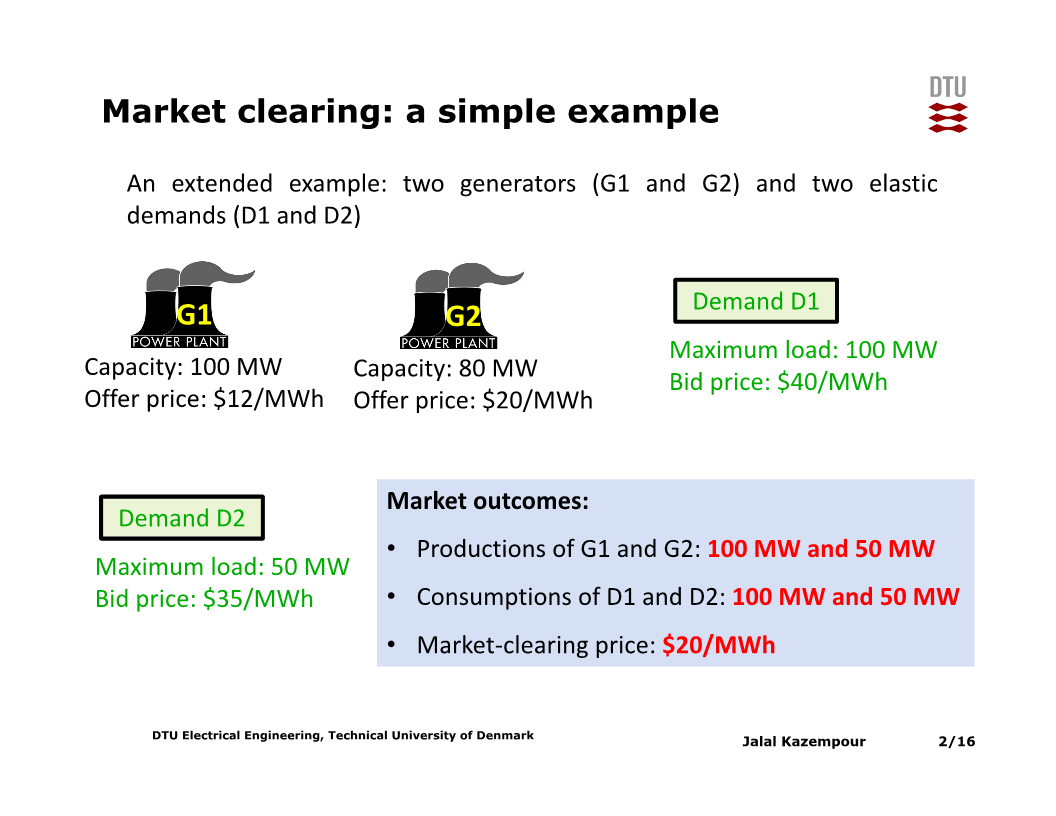 DTU
Market clearing: a simple example
An extended example: two generators (G1 and G2) and two elastic
demands (D1 and D2)
G1
POWER PLANT
Capacity: 100 MW
Offer price: $12/MWh
G2
POWER PLANT
Capacity: 80 MW
Offer price: $20/MWh
Demand D1
Maximum load: 100 MW
Bid price: $40/MWh
Demand D2
Maximum load: 50 MW
Bid price: $35/MWh
Market outcomes:
• Productions of G1 and G2: 100 MW and 50 MW
• Consumptions of D1 and D2: 100 MW and 50 MW
• Market-clearing price: $20/MWh
DTU Electrical Engineering, Technical University of Denmark
Jalal Kazempour
2/16